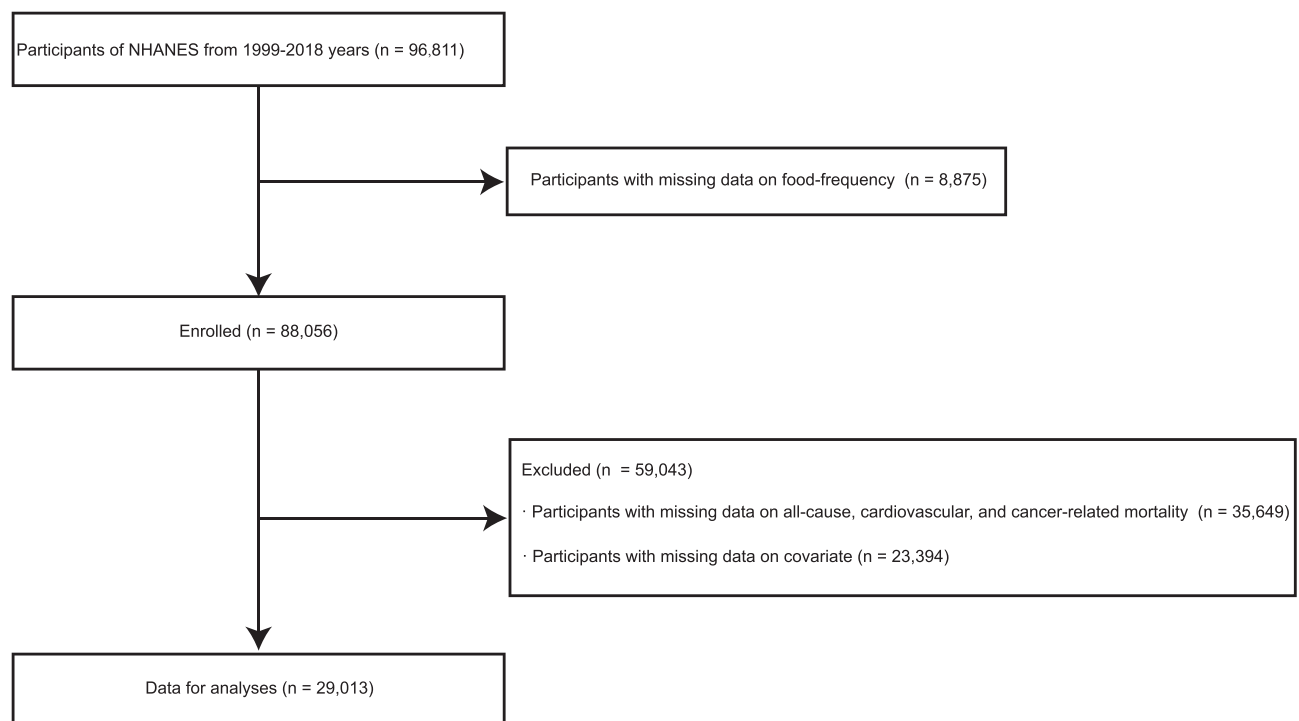 Participants of NHANES from 1999-2018 years (n = 96,811)
Participants with missing data on food-frequency (n = 8,875)
Enrolled (n = 88,056)
Excluded (n = 59,043)
· Participants with missing data on all-cause, cardiovascular, and cancer-related mortality (n = 35,649)
· Participants with missing data on covariate (n = 23,394)
Data for analyses (n = 29,013)